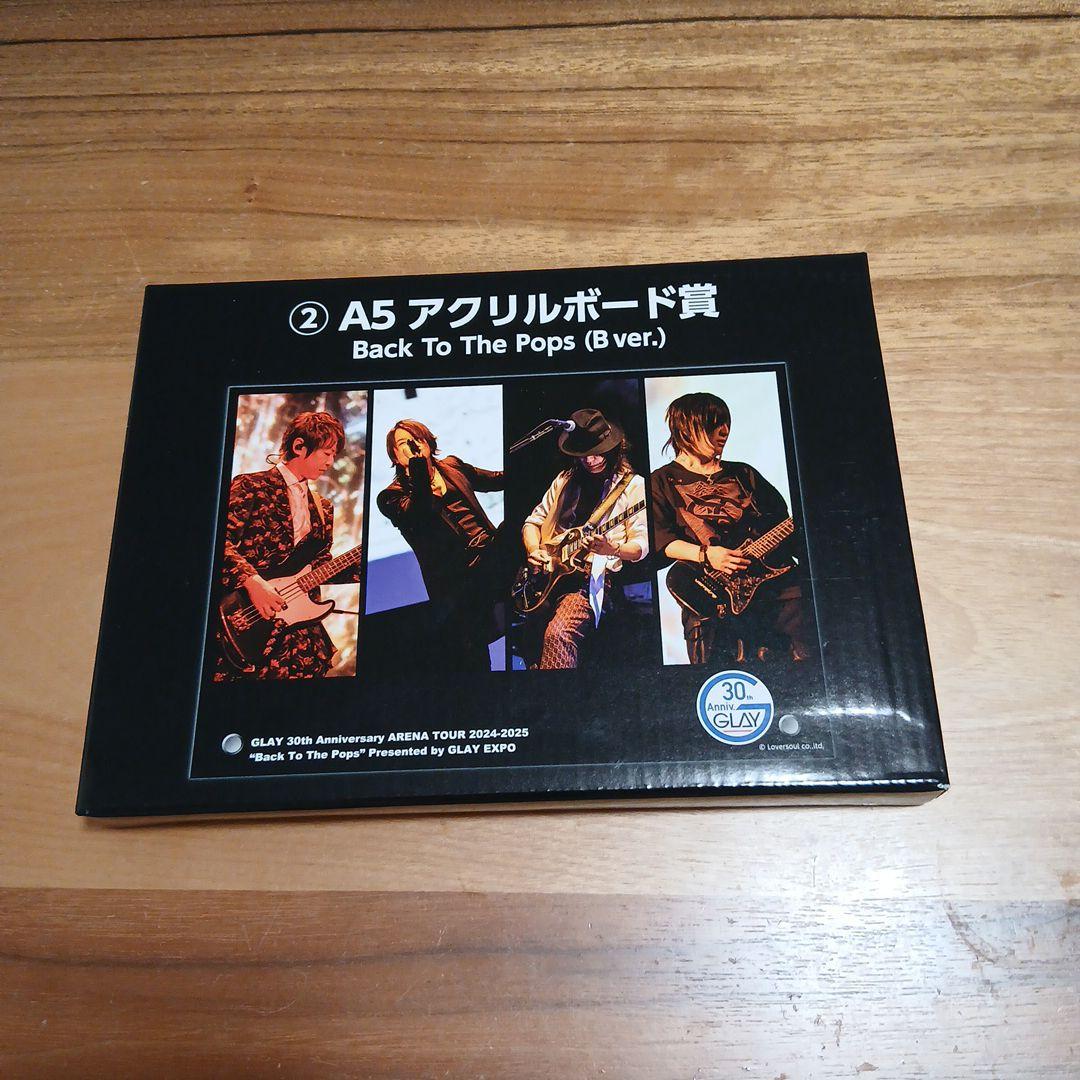 ② A5 アクリルボード賞
Back To The Pops (B ver.)
30th
Anniv.
GLAY
GLAY 30th Anniversary ARENA TOUR 2024-2025
“Back To The Pops” Presented by GLAY EXPO
© Loversoul co.,ltd.